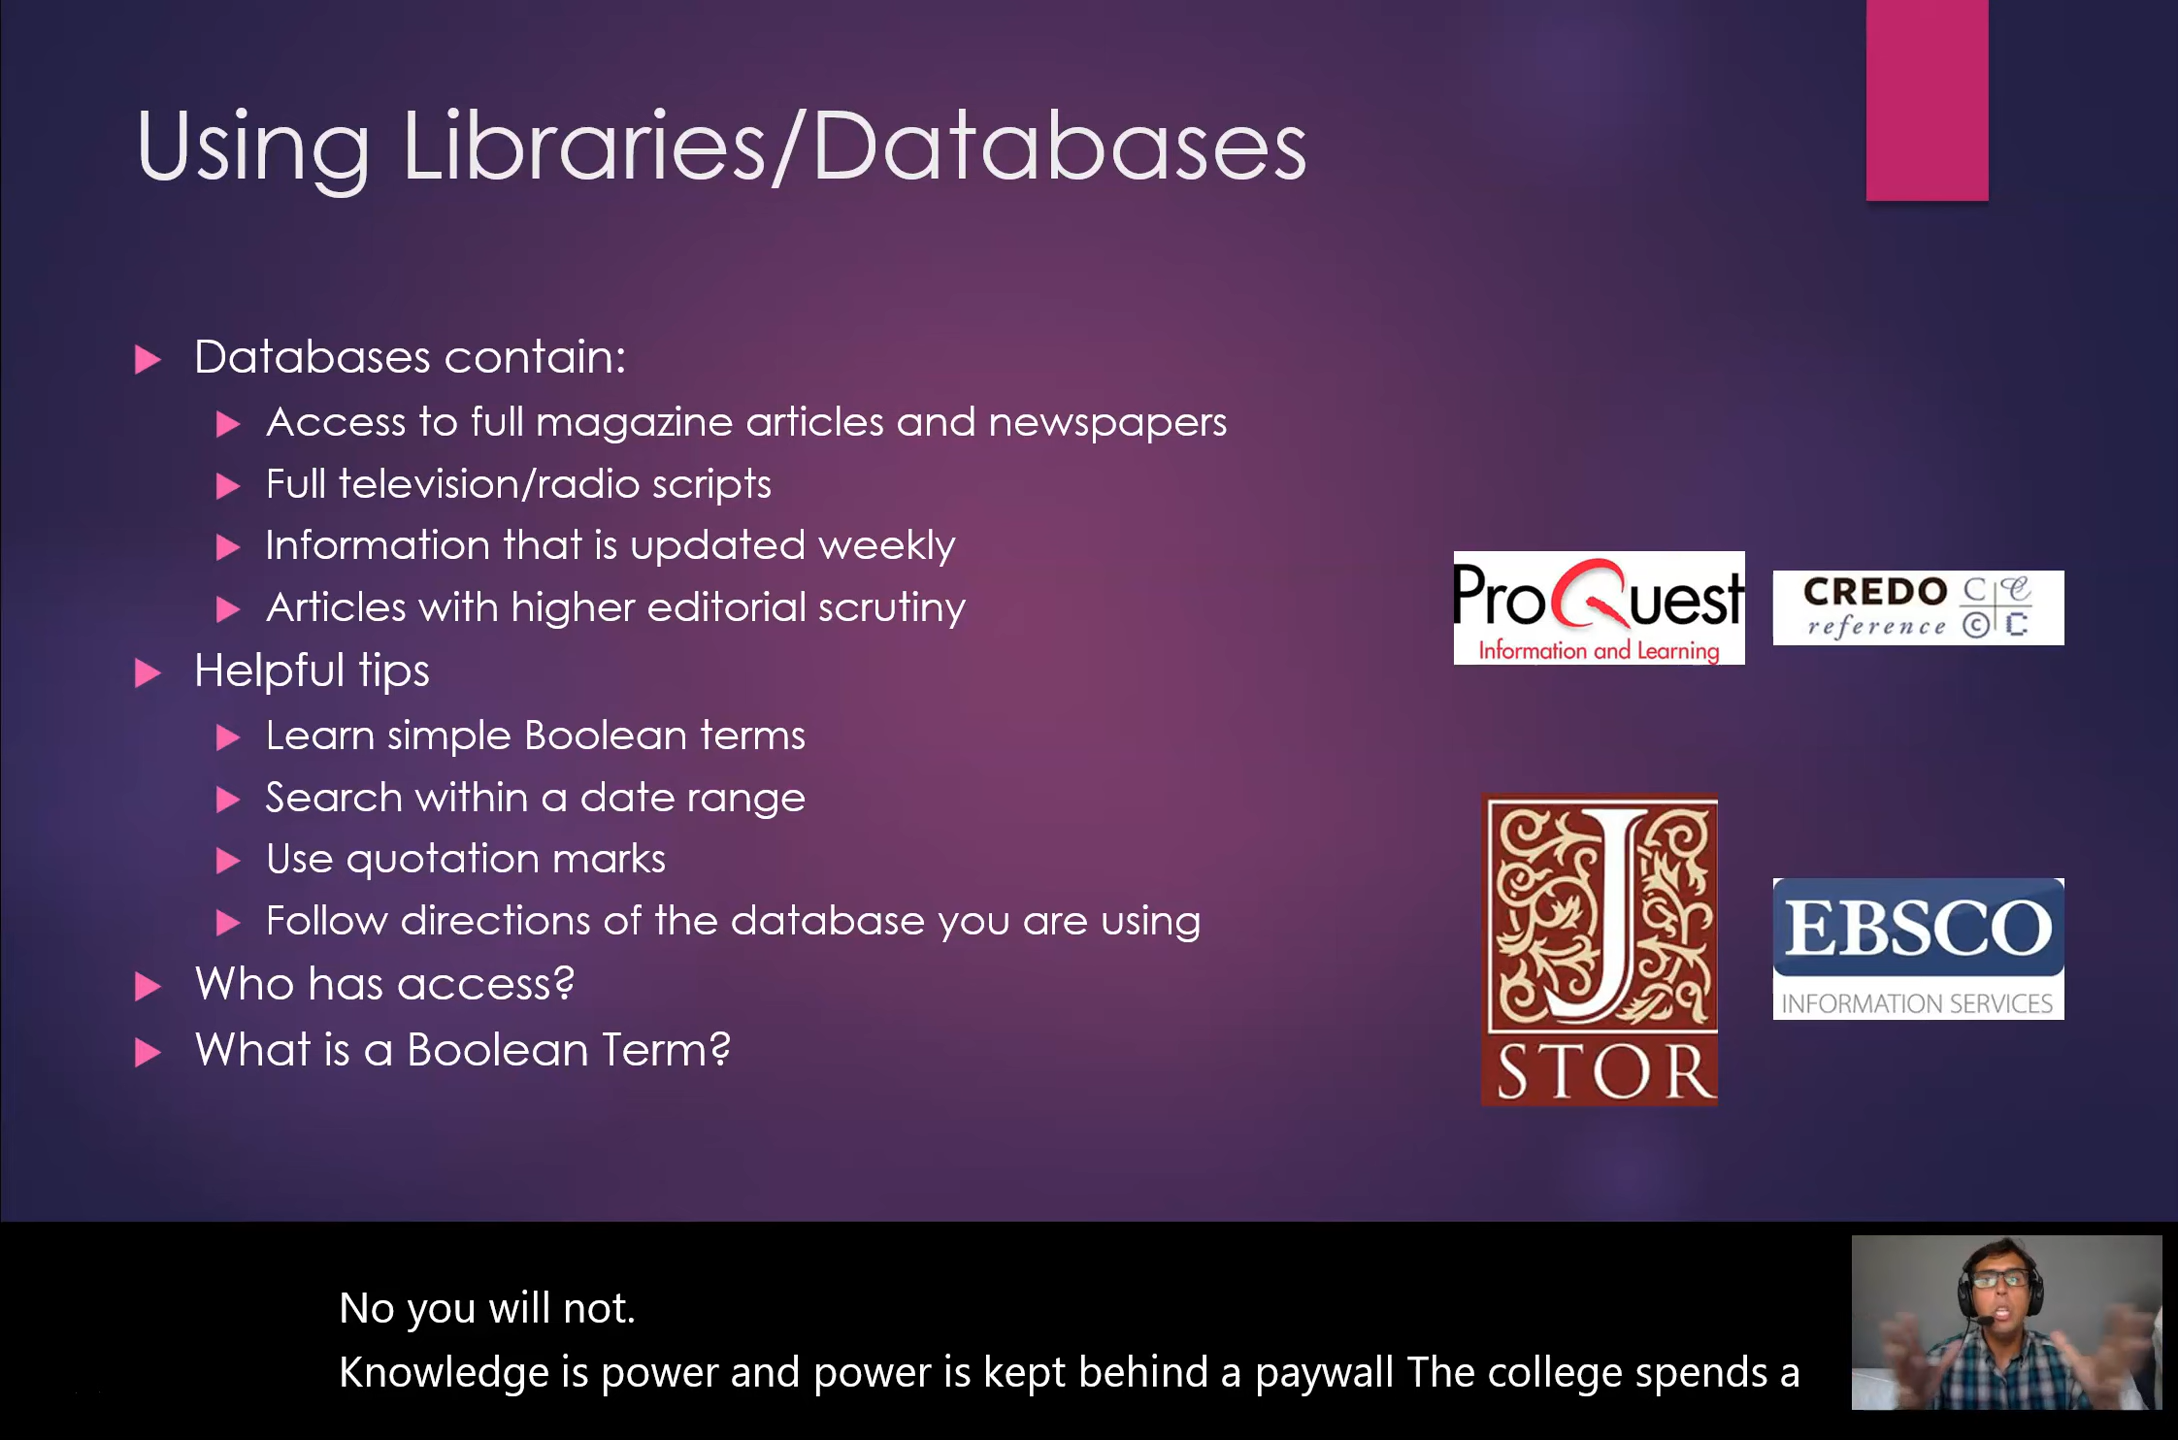 Using Libraries/Databases
Databases contain:
Access to full magazine articles and newspapers
Full television/radio scripts
Information that is updated weekly
Articles with higher editorial scrutiny
Helpful tips
Learn simple Boolean terms
Search within a date range
Use quotation marks
Follow directions of the database you are using
Who has access?
What is a Boolean Term?
ProQuest
Information and Learning
CREDO
reference
C C
© C
J
STOR
EBSCO
INFORMATION SERVICES
No you will not.
Knowledge is power and power is kept behind a paywall The college spends a